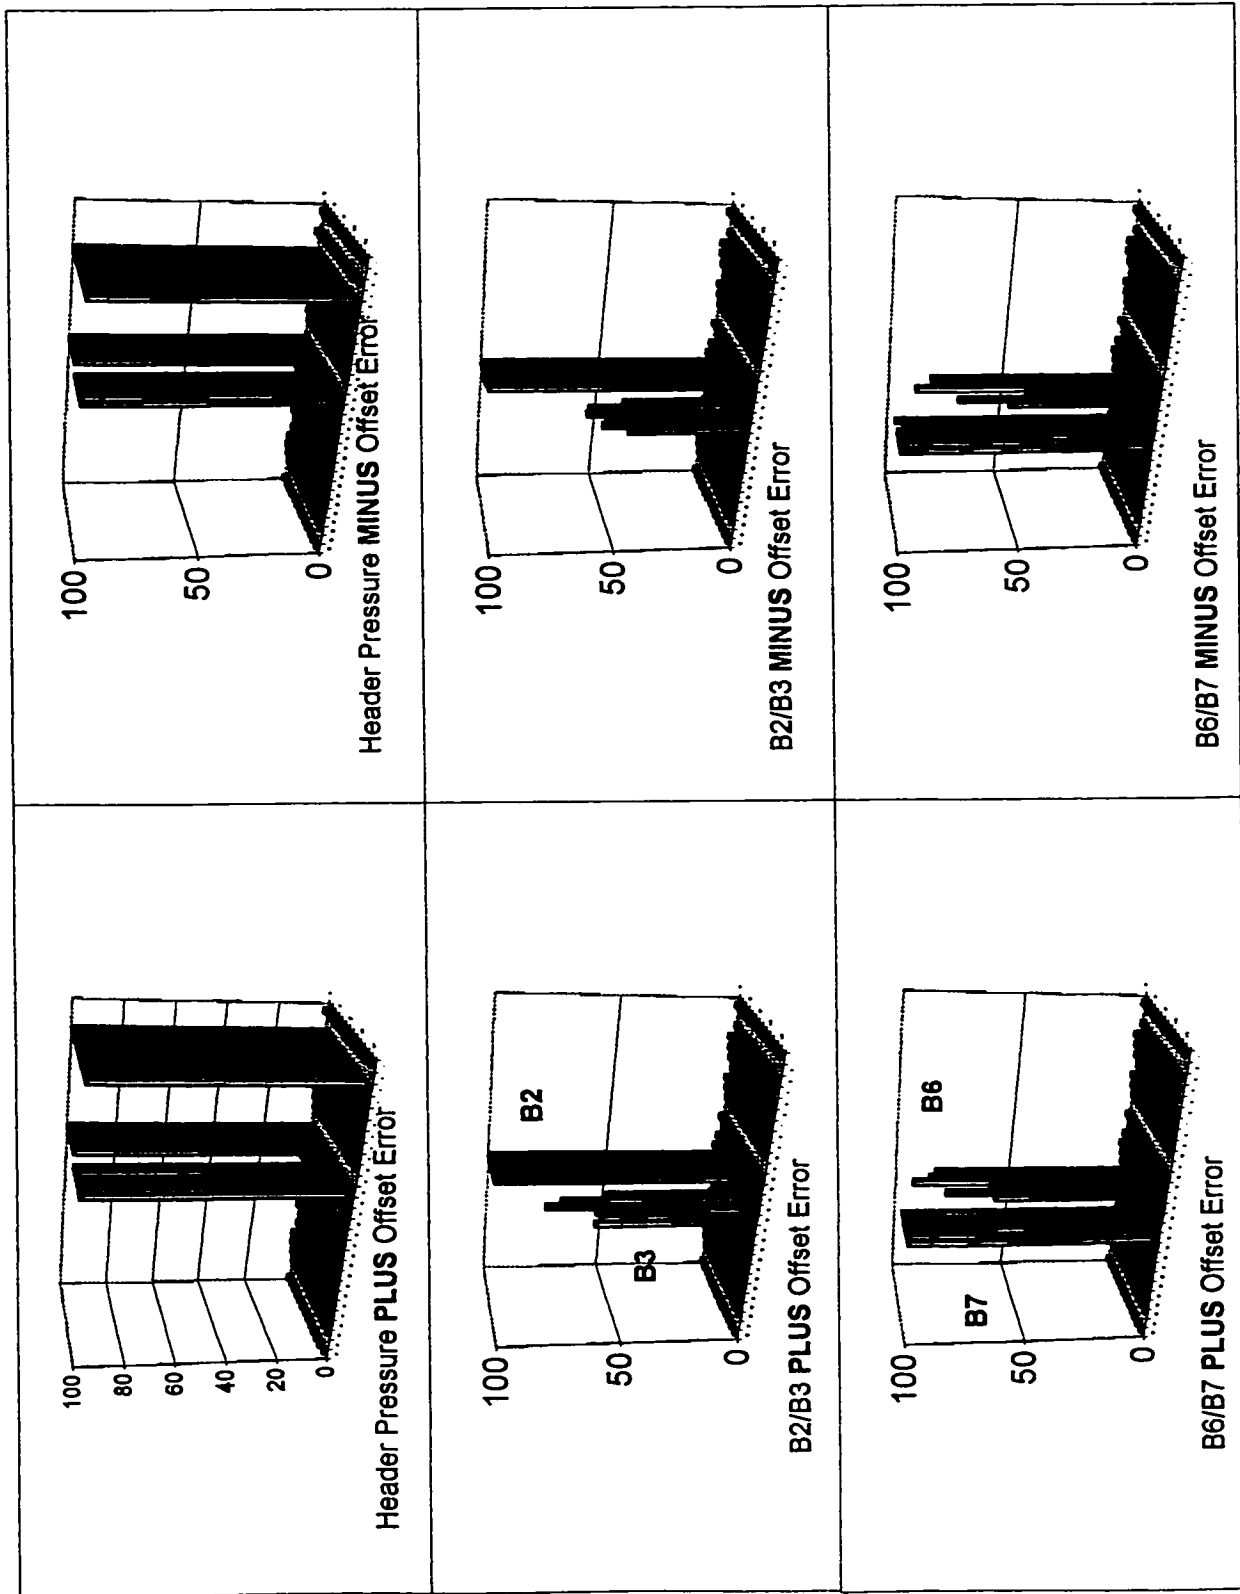 100
80
60
40
20
0
Header Pressure PLUS Offset Error
100
50
0
Header Pressure MINUS Offset Error
100
50
0
B2
B3
B2/B3 PLUS Offset Error
100
50
0
B2/B3 MINUS Offset Error
100
50
0
B6
B7
B6/B7 PLUS Offset Error
100
50
0
B6/B7 MINUS Offset Error